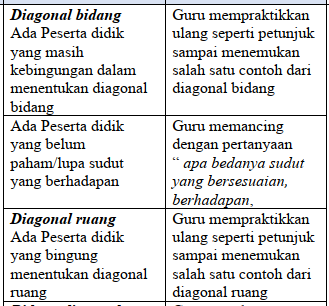 Diagonal bidang
Ada Peserta didik
yang masih
kebingungan dalam
menentukan diagonal
bidang
Guru mempraktikkan
ulang seperti petunjuk
sampai menemukan
salah satu contoh dari
diagonal bidang
Ada Peserta didik
yang belum
paham/lupa sudut
yang berhadapan
Guru memancing
dengan pertanyaan
“ apa bedanya sudut
yang bersesuaian,
berhadapan,
Diagonal ruang
Ada Peserta didik
yang bingung
menentukan diagonal
ruang
Guru mempraktikkan
ulang seperti petunjuk
sampai menemukan
salah satu contoh dari
diagonal ruang